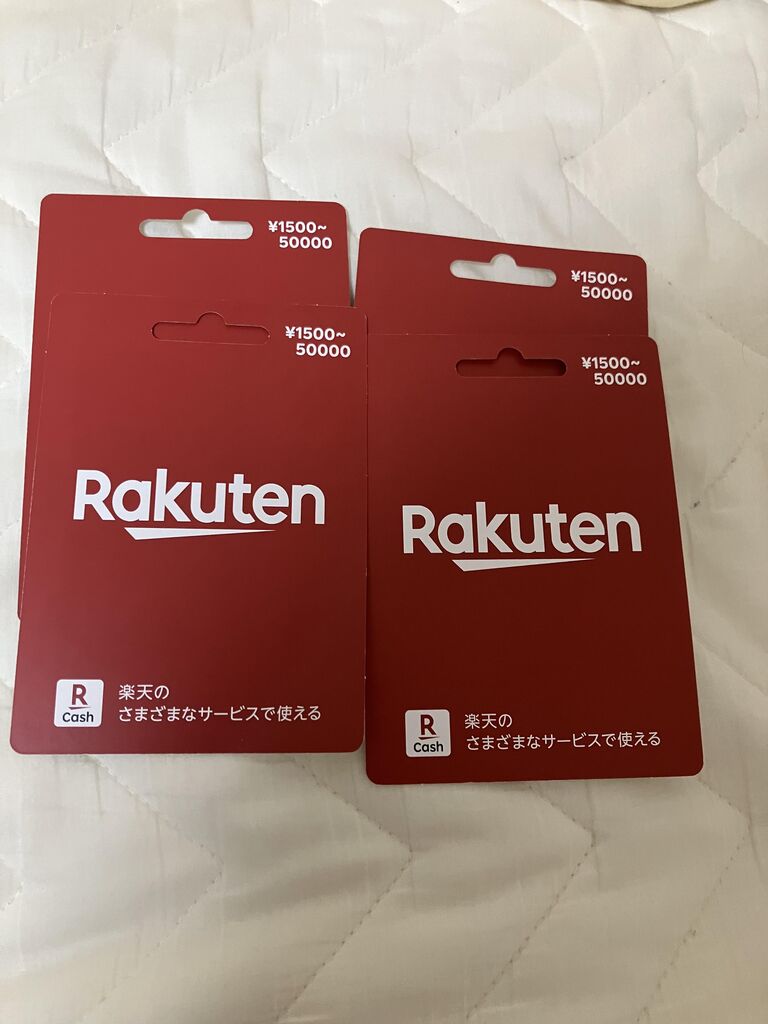 ¥1500~
50000
¥1500~
50000
Rakuten
R
Cash
楽天の
さまざまなサービスで使える
¥1500~
50000
¥1500~
50000
Rakuten
R
Cash
楽天の
さまざまなサービスで使える